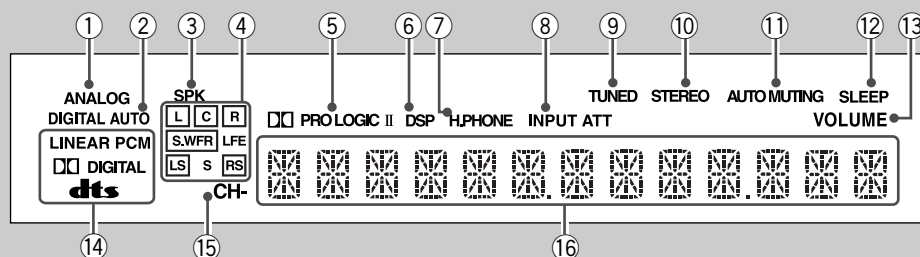 ① ② ③ ④ ⑤ ⑥ ⑦ ⑧ ⑨ ⑩ ⑪ ⑫ ⑬
ANALOG SPK TUNED STEREO AUTO MUTING SLEEP
DIGITAL AUTO L C R PRO LOGIC II DSP H.PHONE INPUT ATT VOLUME
LINEAR PCM S.WFR LFE
DIGITAL LS S RS
dts CH-
⑭ ⑮ ⑯